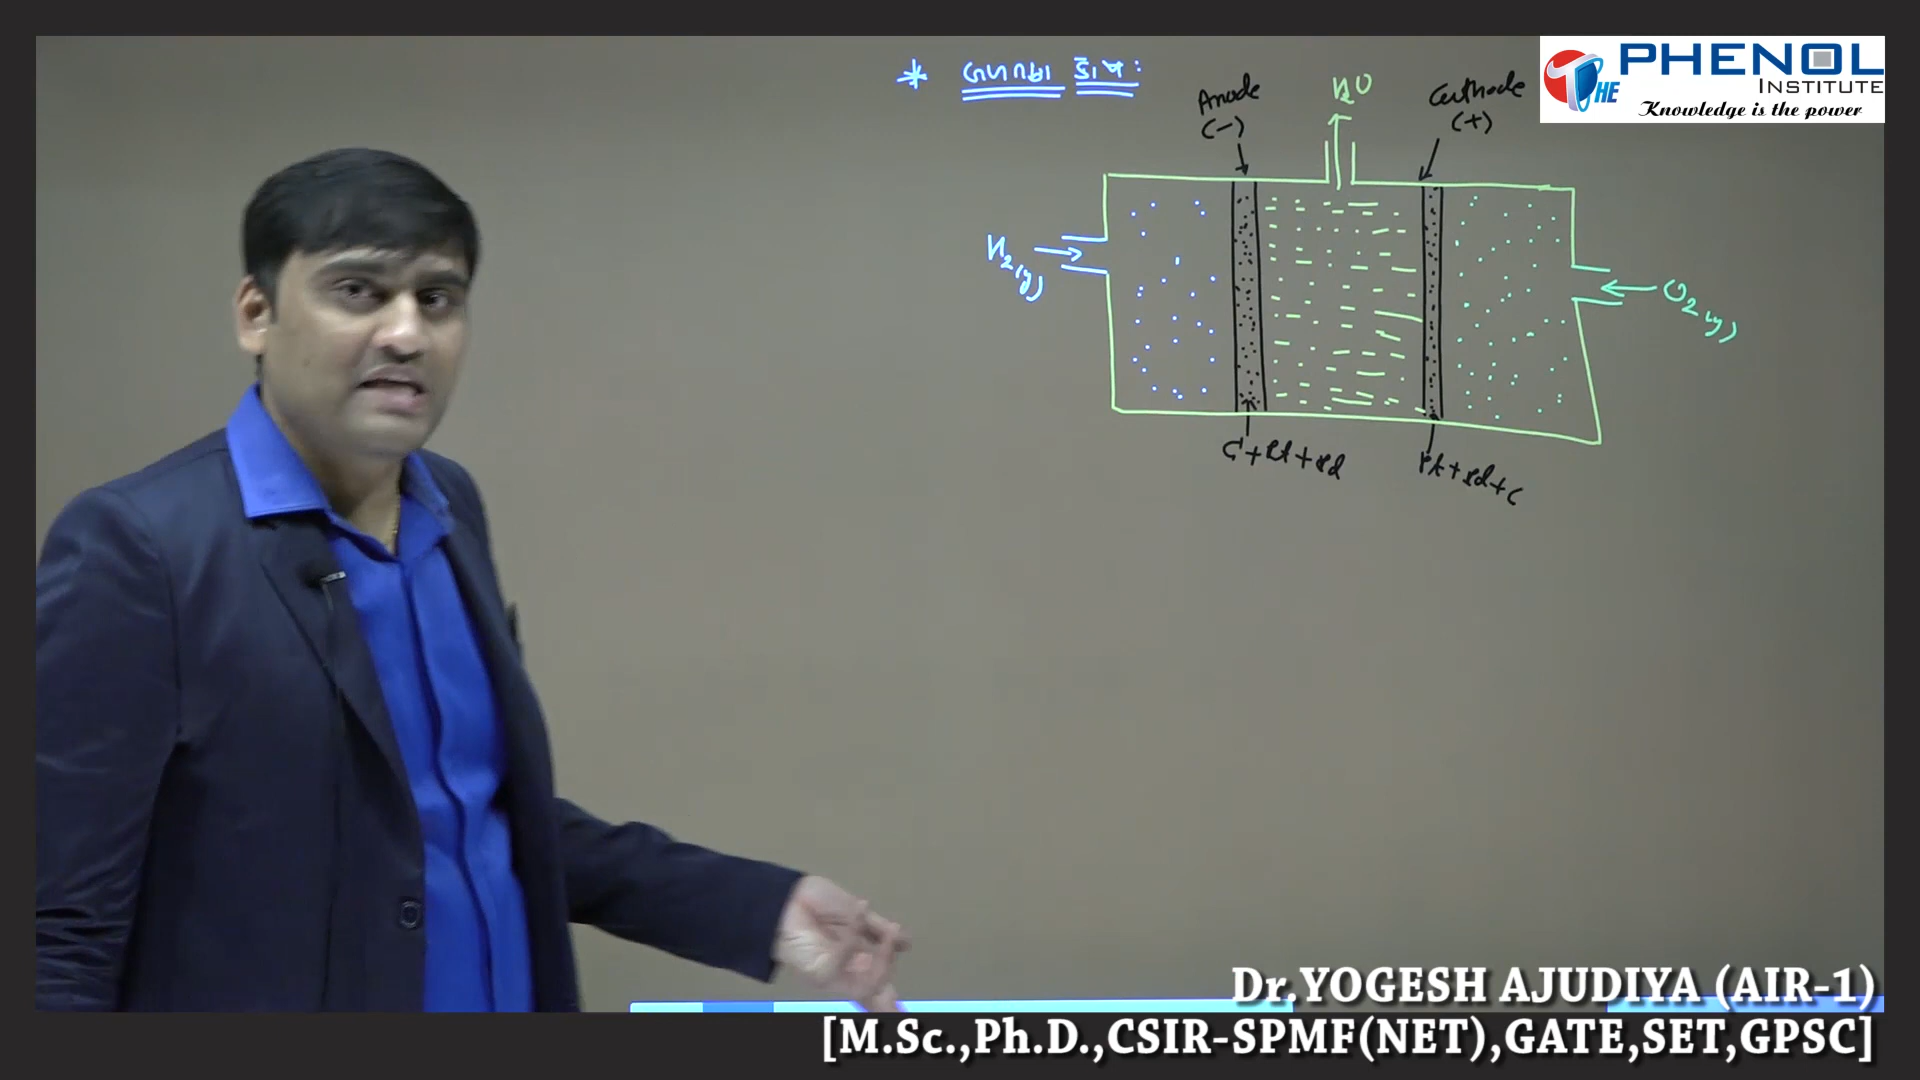 * બળતણ કોષ:
Anode
(-)
H2O
Cathode
(+)
H2(g)
O2(g)
C+Pt+Pd
Pt+Pd+C
THE PHENOL
INSTITUTE
Knowledge is the power
Dr.YOGESH AJUDIYA (AIR-1)
[M.Sc.,Ph.D.,CSIR-SPMF(NET),GATE,SET,GPSC]